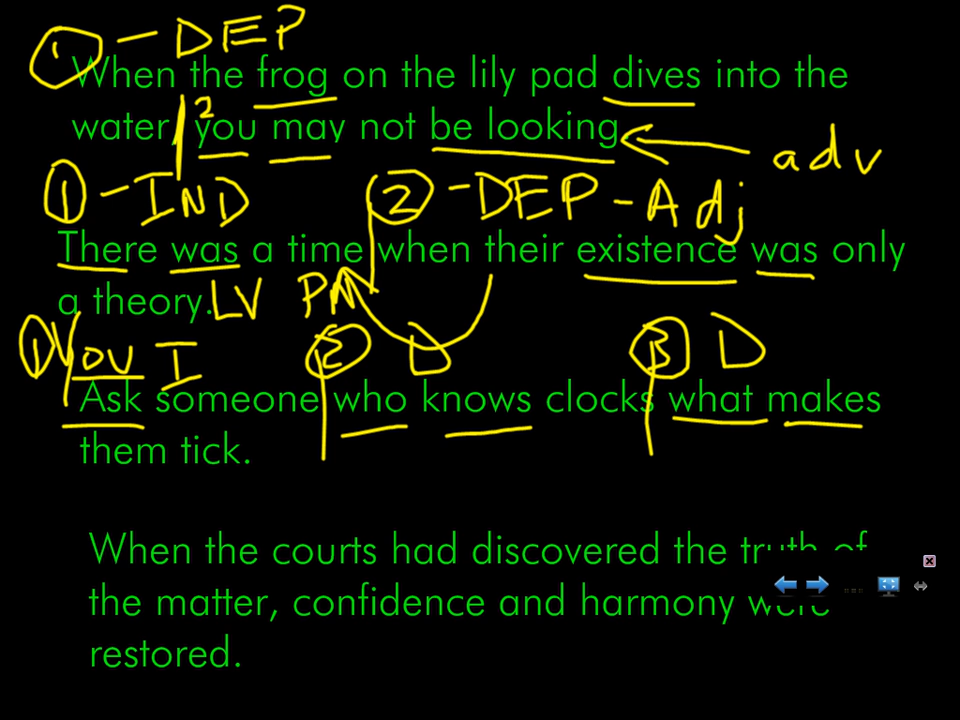 ① - DEP
When the frog on the lily pad dives into the
water, you may not be looking.
2
adv
① - IND ② - DEP - Adj
There was a time when their existence was only
a theory.
LV PM
① You I ② D ③ D
Ask someone who knows clocks what makes
them tick.
When the courts had discovered the truth of
the matter, confidence and harmony were
restored.